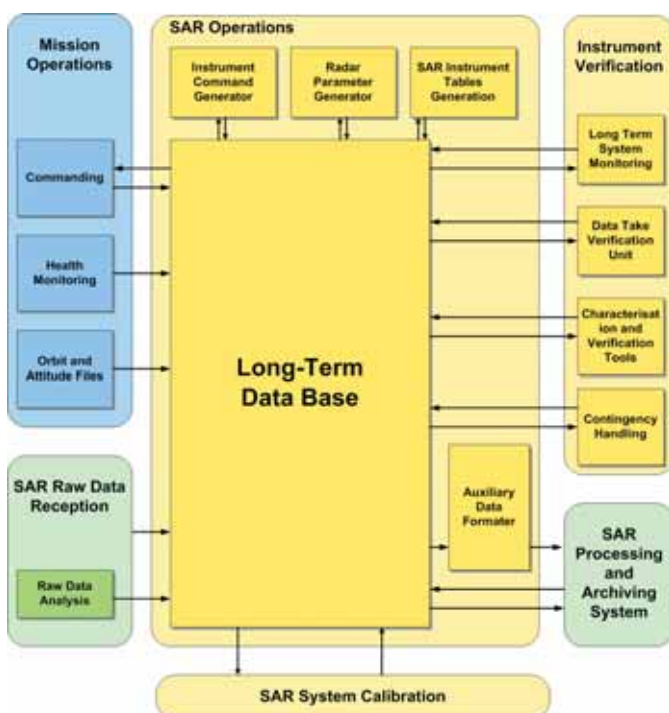 Mission
Operations
Commanding
Health
Monitoring
Orbit and
Attitude Files
SAR Raw Data
Reception
Raw Data
Analysis
SAR Operations
Instrument
Command
Generator
Radar
Parameter
Generator
SAR Instrument
Tables
Generation
Long-Term
Data Base
Auxiliary
Data
Formater
SAR System Calibration
Instrument
Verification
Long Term
System
Monitoring
Data Take
Verification
Unit
Characterisat
ion and
Verification
Tools
Contingency
Handling
SAR
Processing
and
Archiving
System